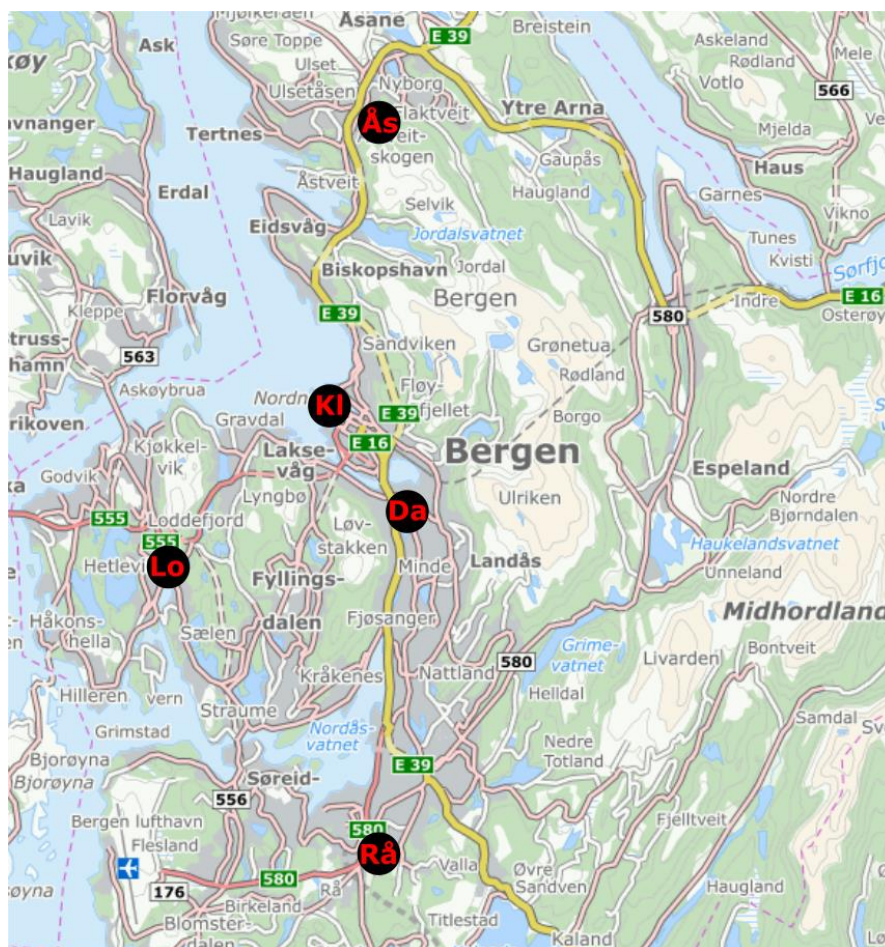 Mjølkeråen
Åsane
E 39
Breistein
Ask
Søre Toppe
Ulset
Askeland
Mele
Rødland
Nyborg
Ulsetåsen
Flaktveit
Votlo
566
Ytre Arna
Ås
Tertnes
skogen
Mjelda
Gaupås
Haus
Haugland
Åstveit
Haugland
Erdal
Selvik
Garnes
Lavik
Vikno
Eidsvåg
Jordalsvatnet
Tunes
Kvisti
Biskopshavn
Jordal
Florvåg
Bergen
Indre
E 16
Kleppe
E 39
580
Osterøy
Grønetua
Sandviken
563
Rødland
Askøybrua
Nordn
Fløy-
fjellet
Kl
E 39
Borgo
Gravdal
E 16
Bergen
Kjøkkel-
vik
Lakse-
våg
Espeland
Godvik
Lyngbø
Ulriken
Nordre
Bjørndalen
555
Loddefjord
Da
Løv-
stakken
555
Haukelandsvatnet
Landås
Minde
Lo
Unneland
Fyllings-
dalen
Midhordland
Fjøsanger
Håkons-
hella
Sælen
Grime-
vatnet
Bontveit
580
Livarden
Nattland
Kråkenes
Helldal
Hilleren
vern
Straume
Samdal
Grimstad
Nordås-
vatnet
Nedre
Totland
Bjorøyna
Bjorøyna
E 39
Søreid-
556
Bergen lufthavn
Flesland
580
Fjelltveit
Rå
Valla
Øvre
Sandven
580
Rå
176
Haugland
Birkeland
Blomster-
dalen
Titlestad
Kaland